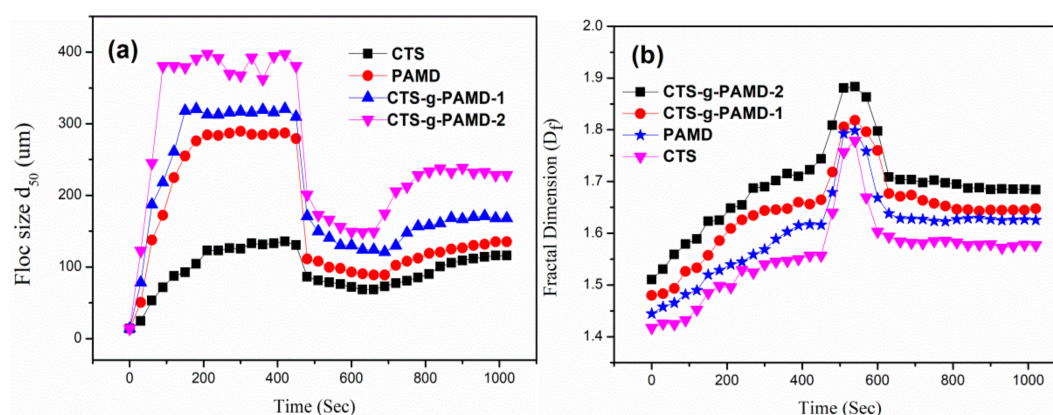 (a)
CTS
PAMD
CTS-g-PAMD-1
CTS-g-PAMD-2
Floc size d50 (um)
400
300
200
100
0
0 200 400 600 800 1000
Time (Sec)
(b)
CTS-g-PAMD-2
CTS-g-PAMD-1
PAMD
CTS
Fractal Dimension (Df)
2.0
1.9
1.8
1.7
1.6
1.5
1.4
0 200 400 600 800 1000
Time (Sec)